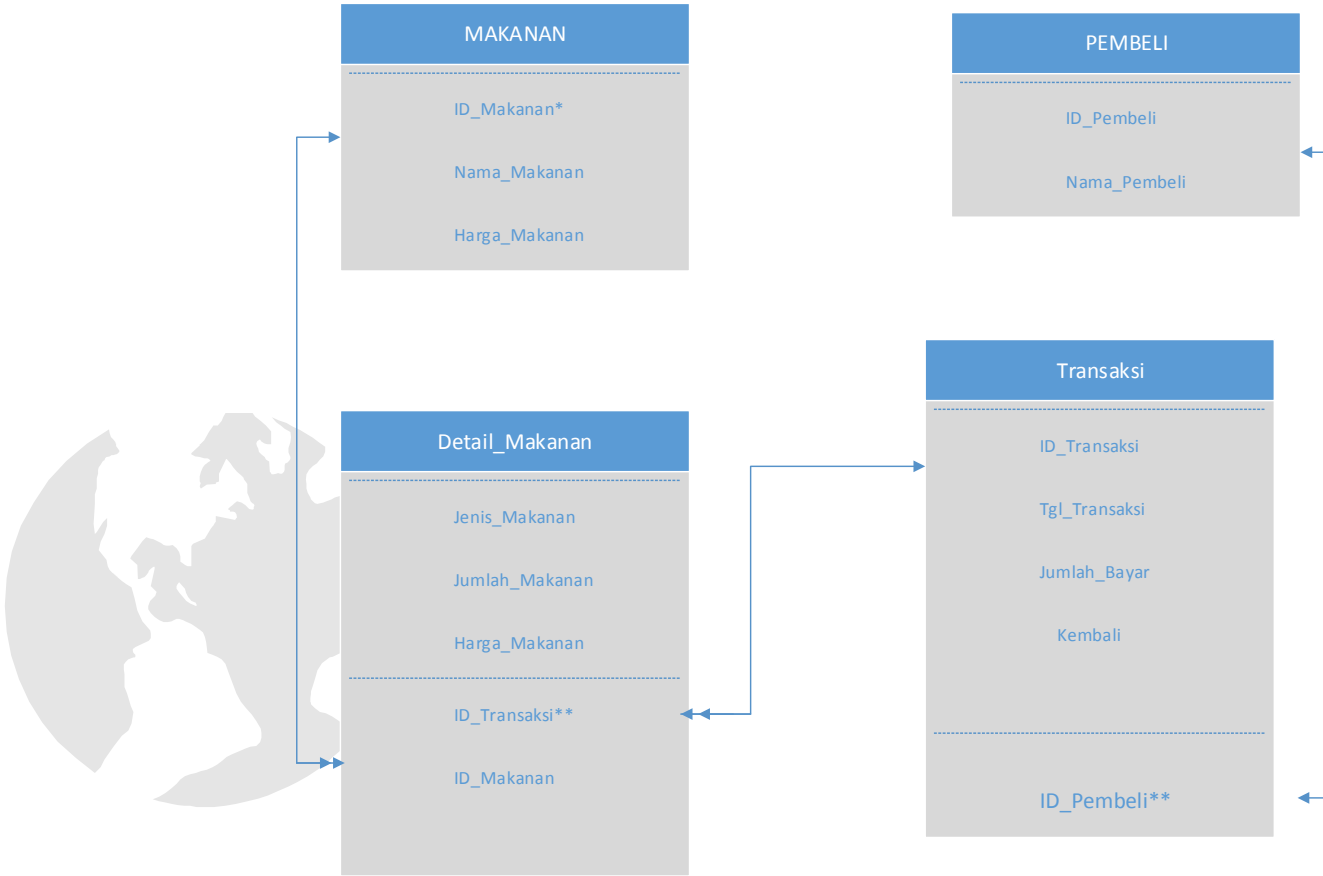 MAKANAN
ID_Makanan*
Nama_Makanan
Harga_Makanan
PEMBELI
ID_Pembeli
Nama_Pembeli
Detail_Makanan
Jenis_Makanan
Jumlah_Makanan
Harga_Makanan
ID_Transaksi**
ID_Makanan
Transaksi
ID_Transaksi
Tgl_Transaksi
Jumlah_Bayar
Kembali
ID_Pembeli**